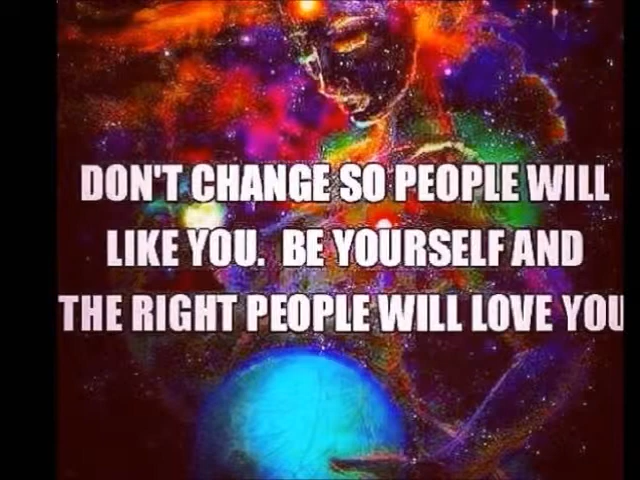 DON'T CHANGE SO PEOPLE WILL
LIKE YOU. BE YOURSELF AND
THE RIGHT PEOPLE WILL LOVE YOU